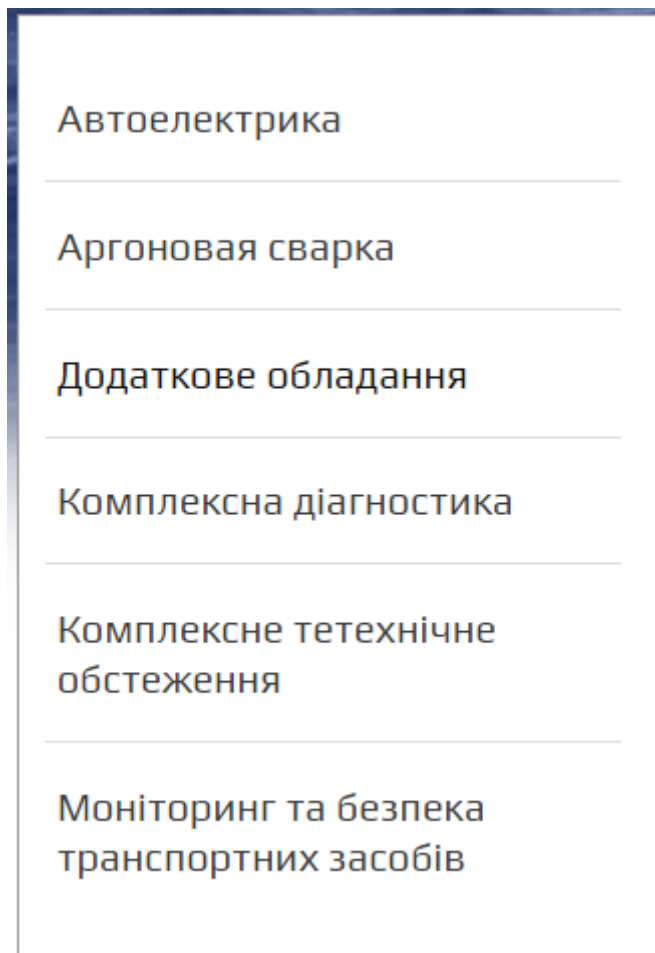 Автоелектрика
Аргоновая сварка
Додаткове обладання
Комплексна діагностика
Комплексне тетехнічне
обстеження
Моніторинг та безпека
транспортних засобів